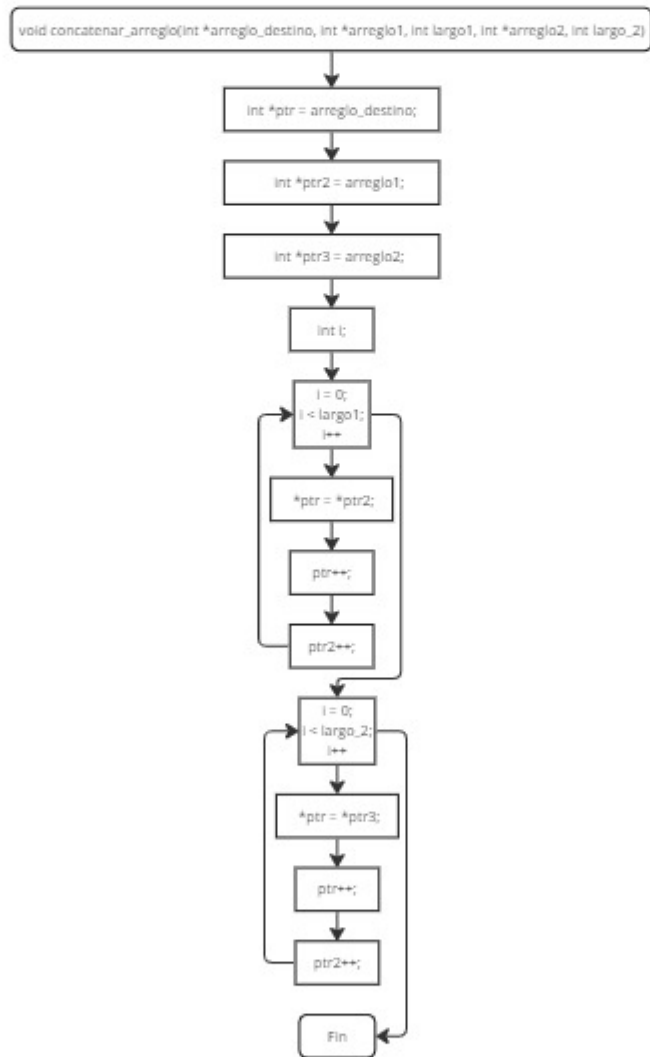 void concatenar_arreglo(int *arreglo_destino, int *arreglo1, int largo1, int *arreglo2, int largo_2)
int *ptr = arreglo_destino;
int *ptr2 = arreglo1;
int *ptr3 = arreglo2;
int i;
i = 0;
i < largo1;
i++
*ptr = *ptr2;
ptr++;
ptr2++;
i = 0;
i < largo_2;
i++
*ptr = *ptr3;
ptr++;
ptr2++;
Fin